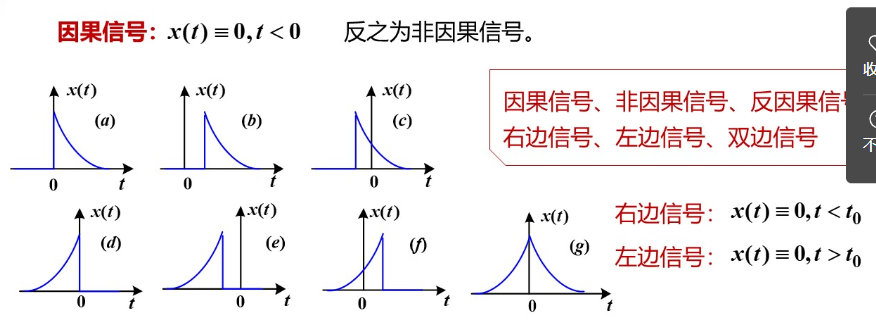 因果信号：x(t) ≡ 0, t < 0 反之为非因果信号。
收
不
因果信号、非因果信号、反因果信
右边信号、左边信号、双边信号
x(t) (a) 0 t
x(t) (b) 0 t
x(t) (c) 0 t
x(t) (d) 0 t
x(t) (e) 0 t
x(t) (f) 0 t
x(t) (g) 0 t
右边信号：x(t) ≡ 0, t < t₀
左边信号：x(t) ≡ 0, t > t₀